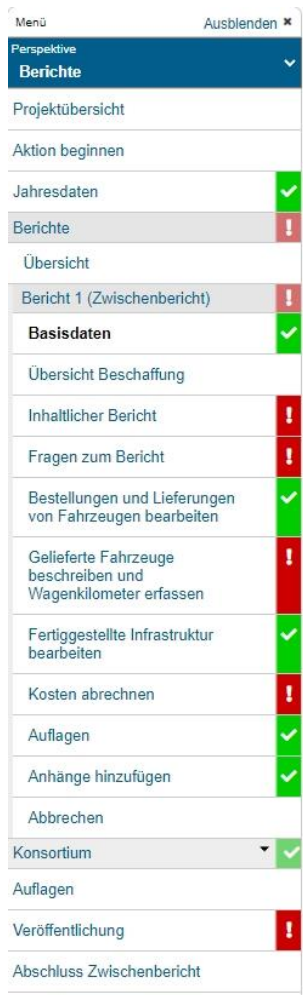 Menü Ausblenden ×
Perspektive
Berichte
Projektübersicht
Aktion beginnen
Jahresdaten
Berichte
Übersicht
Bericht 1 (Zwischenbericht)
Basisdaten
Übersicht Beschaffung
Inhaltlicher Bericht
Fragen zum Bericht
Bestellungen und Lieferungen
von Fahrzeugen bearbeiten
Gelieferte Fahrzeuge
beschreiben und
Wagenkilometer erfassen
Fertiggestellte Infrastruktur
bearbeiten
Kosten abrechnen
Auflagen
Anhänge hinzufügen
Abbrechen
Konsortium
Auflagen
Veröffentlichung
Abschluss Zwischenbericht